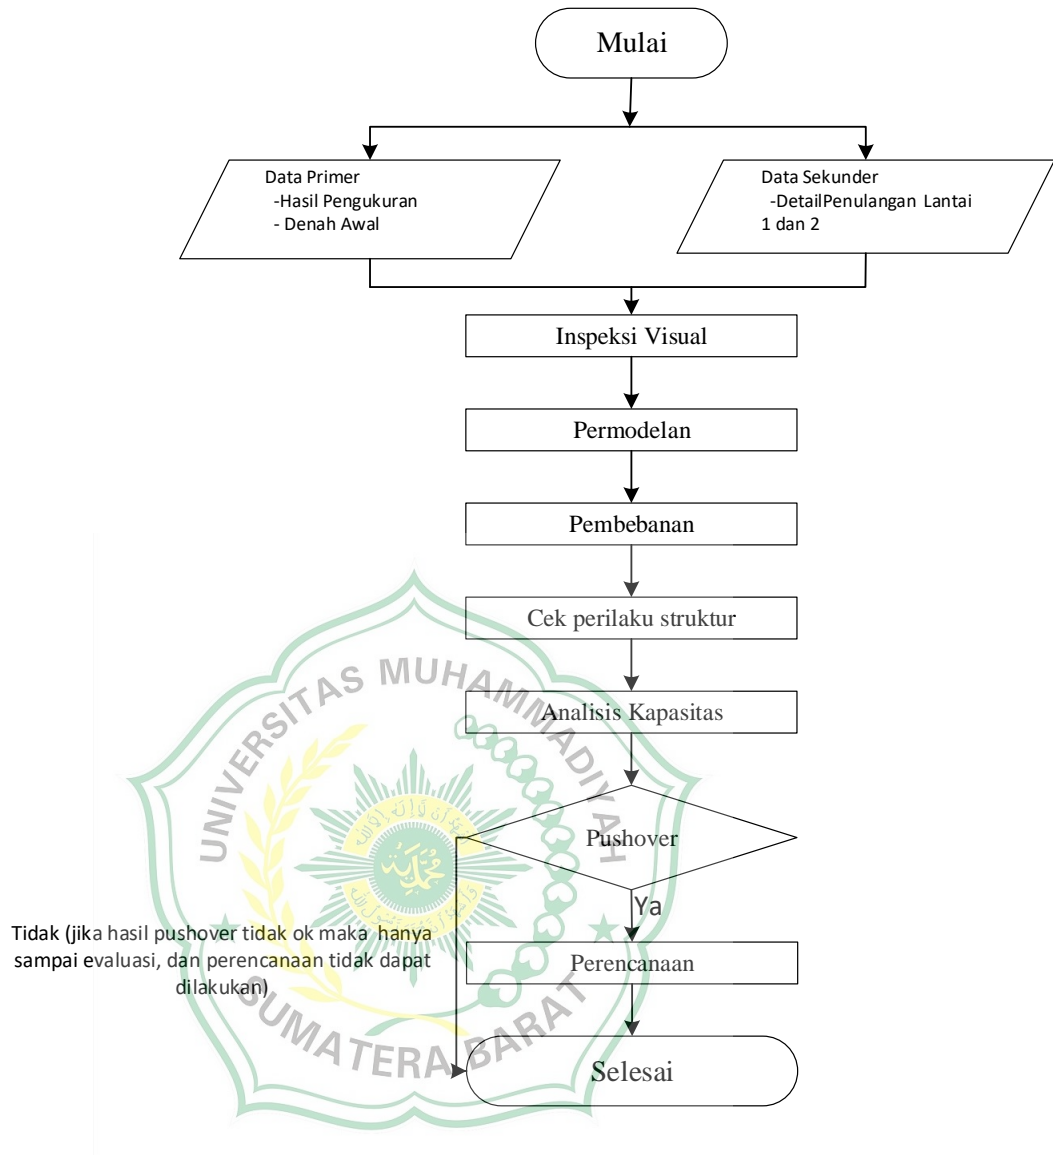 Mulai
Data Primer
-Hasil Pengukuran
- Denah Awal
Data Sekunder
-DetailPenulangan Lantai
1 dan 2
Inspeksi Visual
Permodelan
Pembebanan
Cek perilaku struktur
Analisis Kapasitas
Pushover
Ya
Tidak (jika hasil pushover tidak ok maka hanya
sampai evaluasi, dan perencanaan tidak dapat
dilakukan)
Perencanaan
Selesai
UNIVERSITAS MUHAMMADIYAH
SUMATERA BARAT